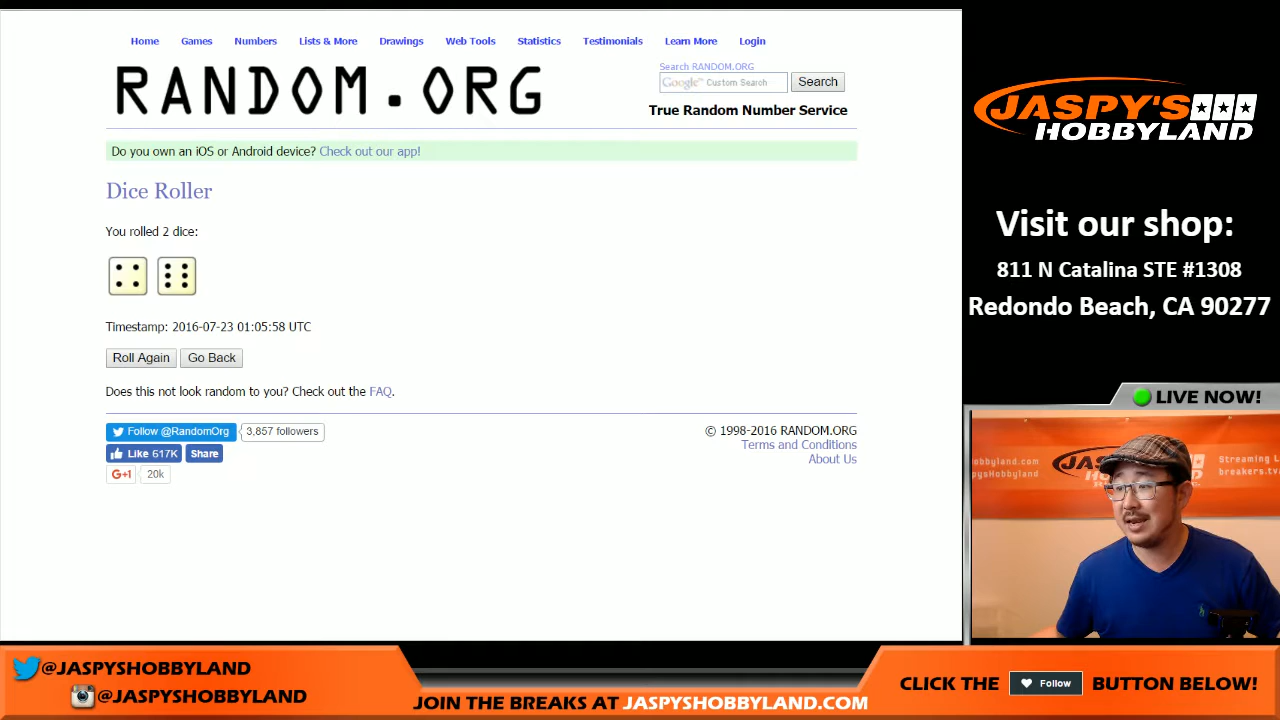 Home Games Numbers Lists & More Drawings Web Tools Statistics Testimonials Learn More Login
RANDOM.ORG
Search RANDOM.ORG
Google™ Custom Search Search
True Random Number Service
Do you own an iOS or Android device? Check out our app!
Dice Roller
You rolled 2 dice:
Timestamp: 2016-07-23 01:05:58 UTC
Roll Again Go Back
Does this not look random to you? Check out the FAQ.
Follow @RandomOrg 3,857 followers
Like 617K Share
G+1 20k
© 1998-2016 RANDOM.ORG
Terms and Conditions
About Us
JASPY'S
HOBBYLAND
Visit our shop:
811 N Catalina STE #1308
Redondo Beach, CA 90277
LIVE NOW!
Streaming
breakers.tv
@JASPYSHOBBYLAND
@JASPYSHOBBYLAND
JOIN THE BREAKS AT JASPYSHOBBYLAND.COM
CLICK THE Follow BUTTON BELOW!